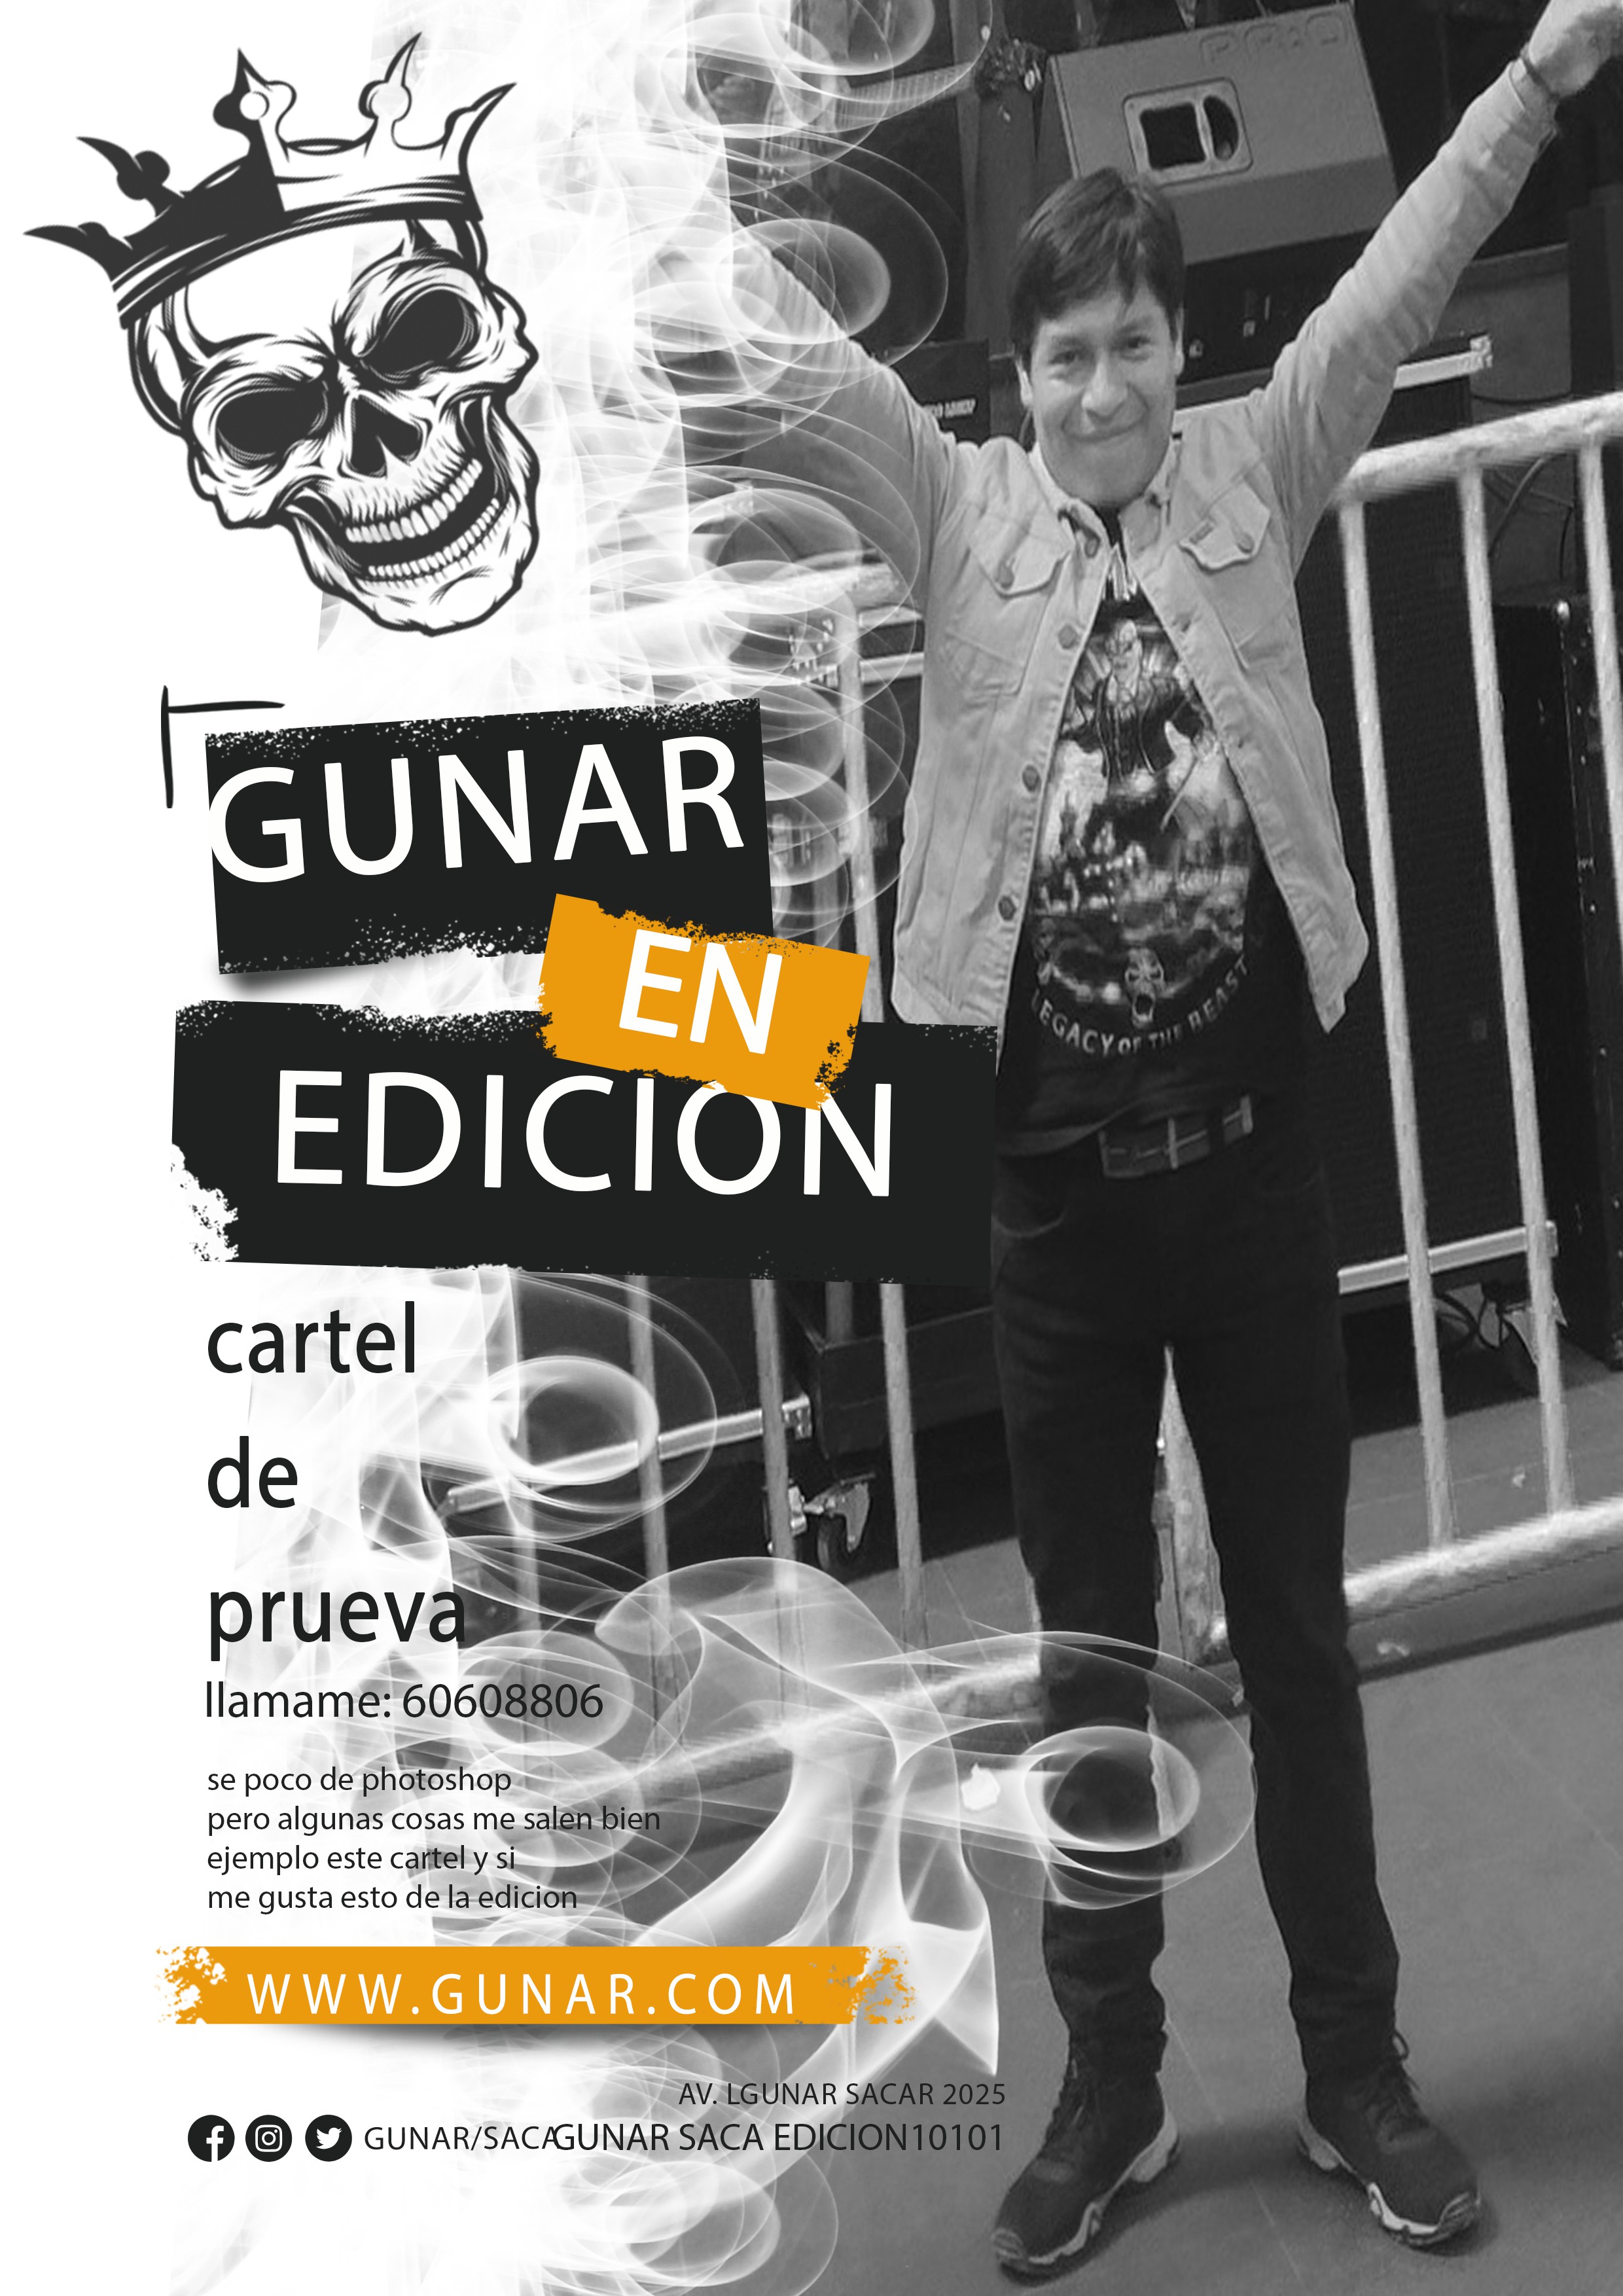 GUNAR
EN
EDICION
cartel
de
prueva
llamame: 60608806
se poco de photoshop
pero algunas cosas me salen bien
ejemplo este cartel y si
me gusta esto de la edicion
WWW.GUNAR.COM
AV. LGUNAR SACAR 2025
GUNAR/SACA
GUNAR SACA EDICION10101
LEGACY OF THE BEAST